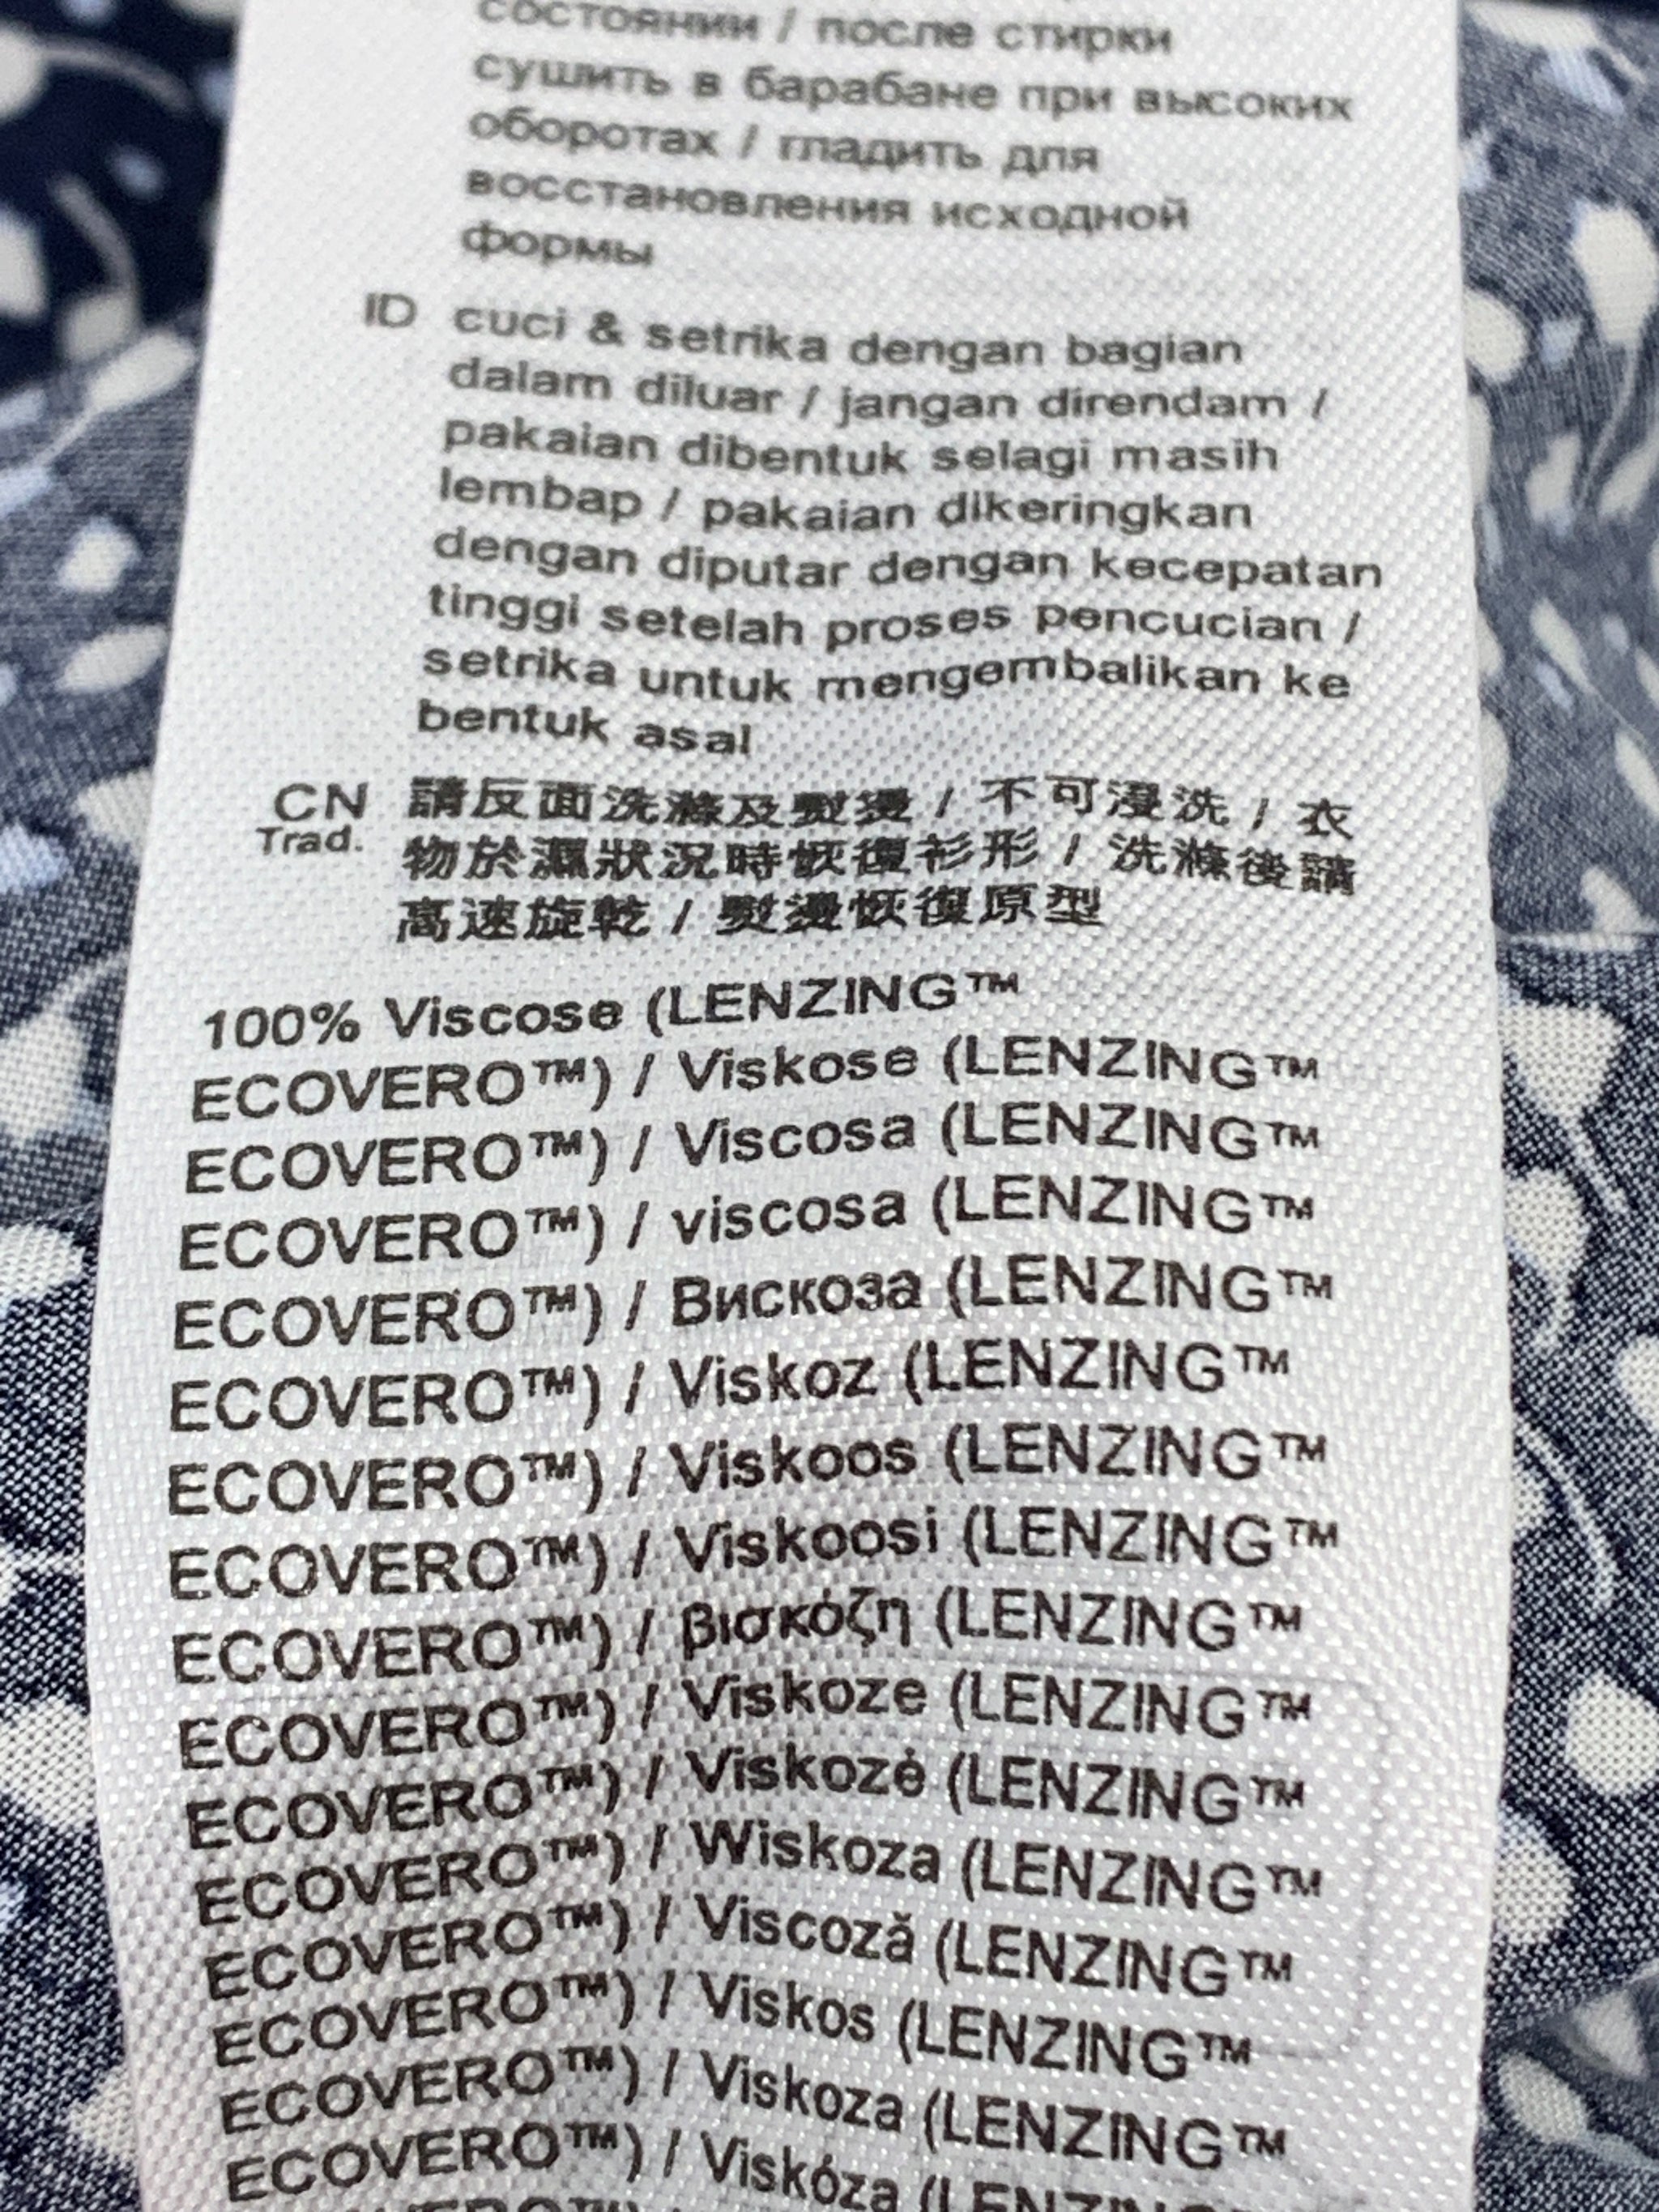 состоянии / после стирки
сушить в барабане при высоких
оборотах / гладить для
восстановления исходной
формы
ID cuci & setrika dengan bagian
dalam diluar / jangan direndam /
pakaian dibentuk selagi masih
lembap / pakaian dikeringkan
dengan diputar dengan kecepatan
tinggi setelah proses pencucian /
setrika untuk mengembalikan ke
bentuk asal
CN Trad. 請反面洗滌及熨燙 / 不可浸洗 / 衣
物於濕狀況時恢復衫形 / 洗滌後請
高速旋乾 / 熨燙恢復原型
100% Viscose (LENZING™
ECOVERO™) / Viskose (LENZING™
ECOVERO™) / Viscosa (LENZING™
ECOVERO™) / viscosa (LENZING™
ECOVERO™) / Вискоза (LENZING™
ECOVERO™) / Viskoz (LENZING™
ECOVERO™) / Viskoos (LENZING™
ECOVERO™) / Viskoosi (LENZING™
ECOVERO™) / βισκόζη (LENZING™
ECOVERO™) / Viskoze (LENZING™
ECOVERO™) / Viskozė (LENZING™
ECOVERO™) / Wiskoza (LENZING™
ECOVERO™) / Viscoză (LENZING™
ECOVERO™) / Viskos (LENZING™
ECOVERO™) / Viskoza (LENZING™
ECOVERO™) / Viskóza (LENZING™